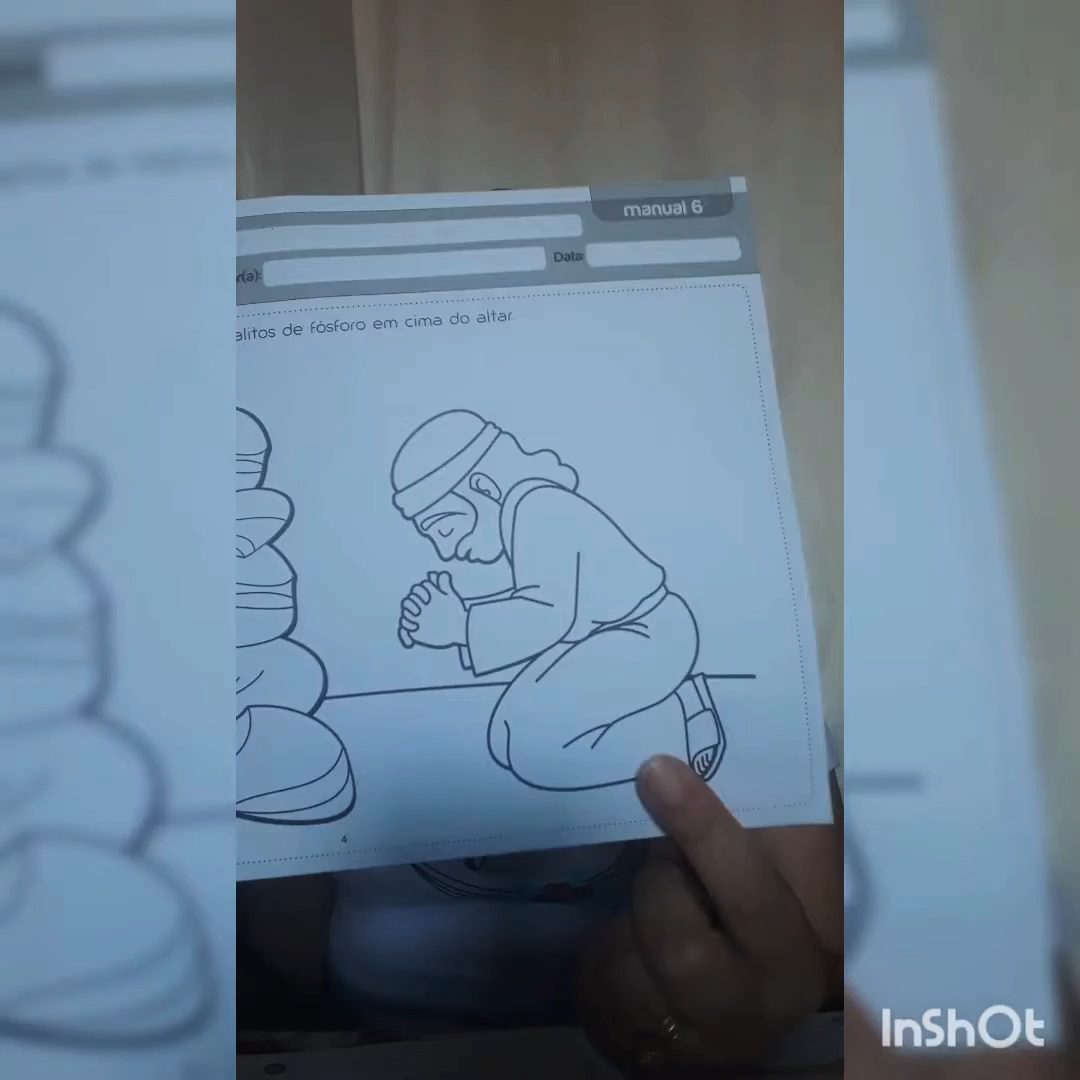 manual 6
Data:
r(a):
alitos de fósforo em cima do altar.
4
InShOt